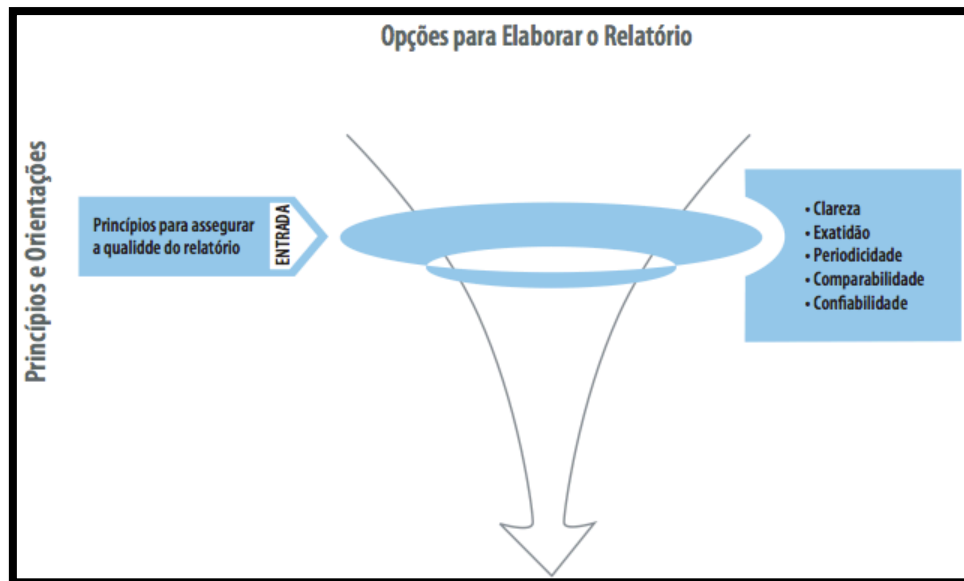 Opções para Elaborar o Relatório
Princípios e Orientações
Princípios para assegurar
a qualidde do relatório
ENTRADA
• Clareza
• Exatidão
• Periodicidade
• Comparabilidade
• Confiabilidade